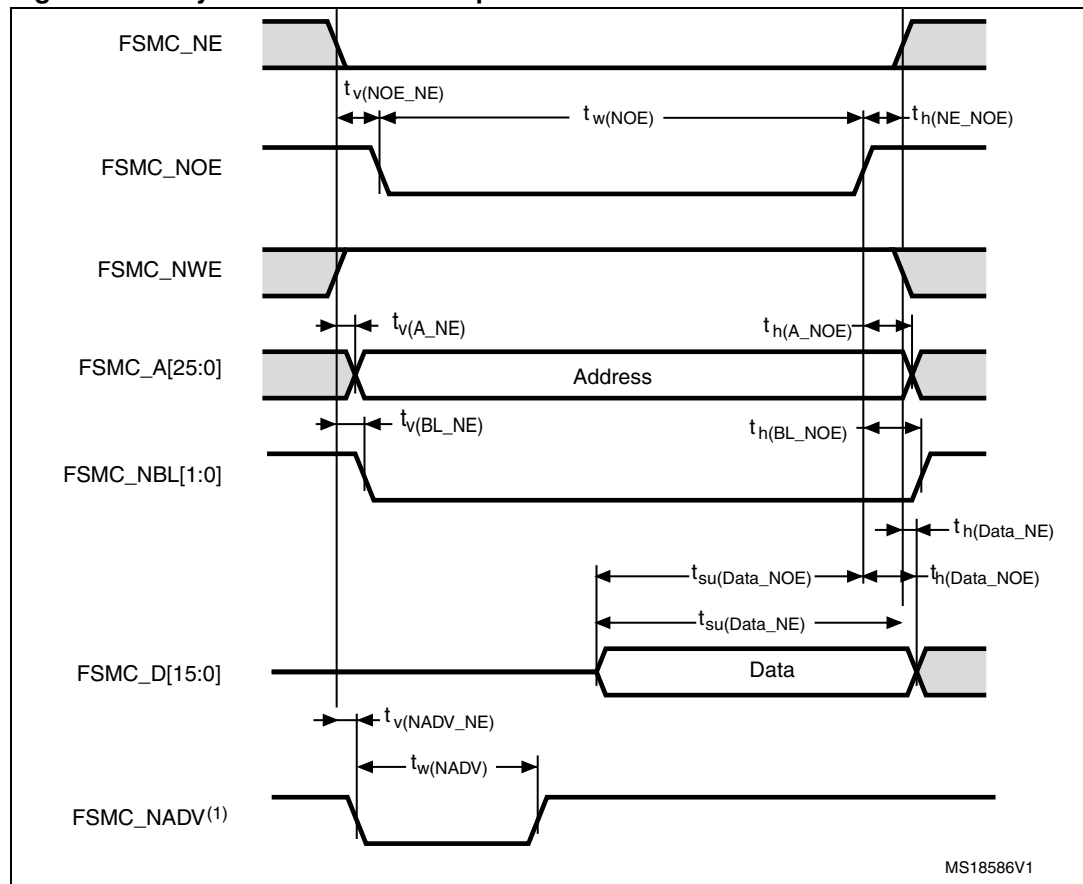 FSMC_NE
tv(NOE_NE)
tw(NOE)
th(NE_NOE)
FSMC_NOE
FSMC_NWE
tv(A_NE)
th(A_NOE)
FSMC_A[25:0]
Address
tv(BL_NE)
th(BL_NOE)
FSMC_NBL[1:0]
th(Data_NE)
tsu(Data_NOE)
th(Data_NOE)
tsu(Data_NE)
FSMC_D[15:0]
Data
tv(NADV_NE)
tw(NADV)
FSMC_NADV(1)
MS18586V1